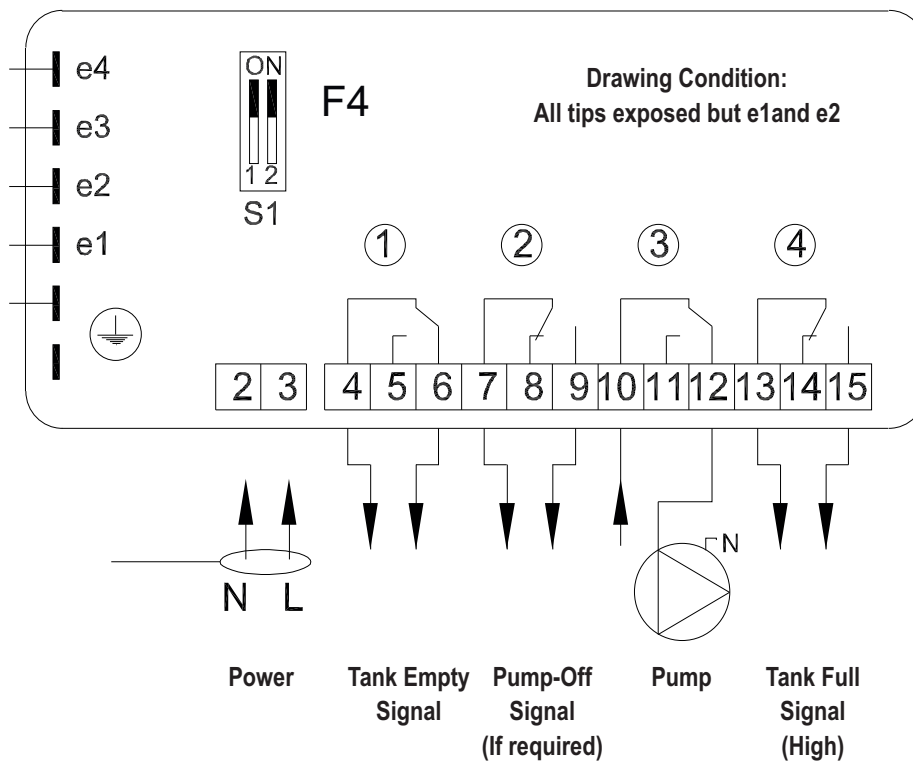 e4
e3
e2
e1
ON
1 2
S1
F4
Drawing Condition:
All tips exposed but e1and e2
1
2
3
4
2 3 4 5 6 7 8 9 10 11 12 13 14 15
N L
N
Power
Tank Empty
Signal
Pump-Off
Signal
(If required)
Pump
Tank Full
Signal
(High)